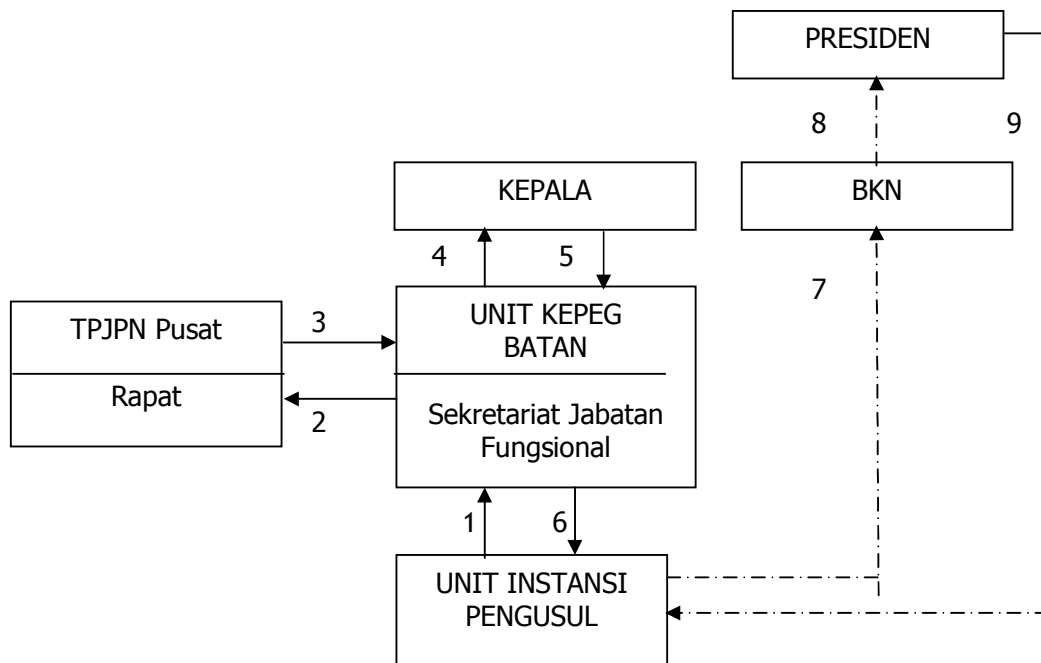 PRESIDEN
8
9
KEPALA
BKN
4
5
7
TPJPN Pusat
3
UNIT KEPEG
BATAN
Rapat
2
Sekretariat Jabatan
Fungsional
1
6
UNIT INSTANSI
PENGUSUL